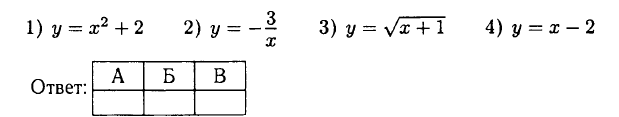 1) y = x² + 2 2) y = −3/x 3) y = √(x + 1) 4) y = x − 2
Ответ: А Б В